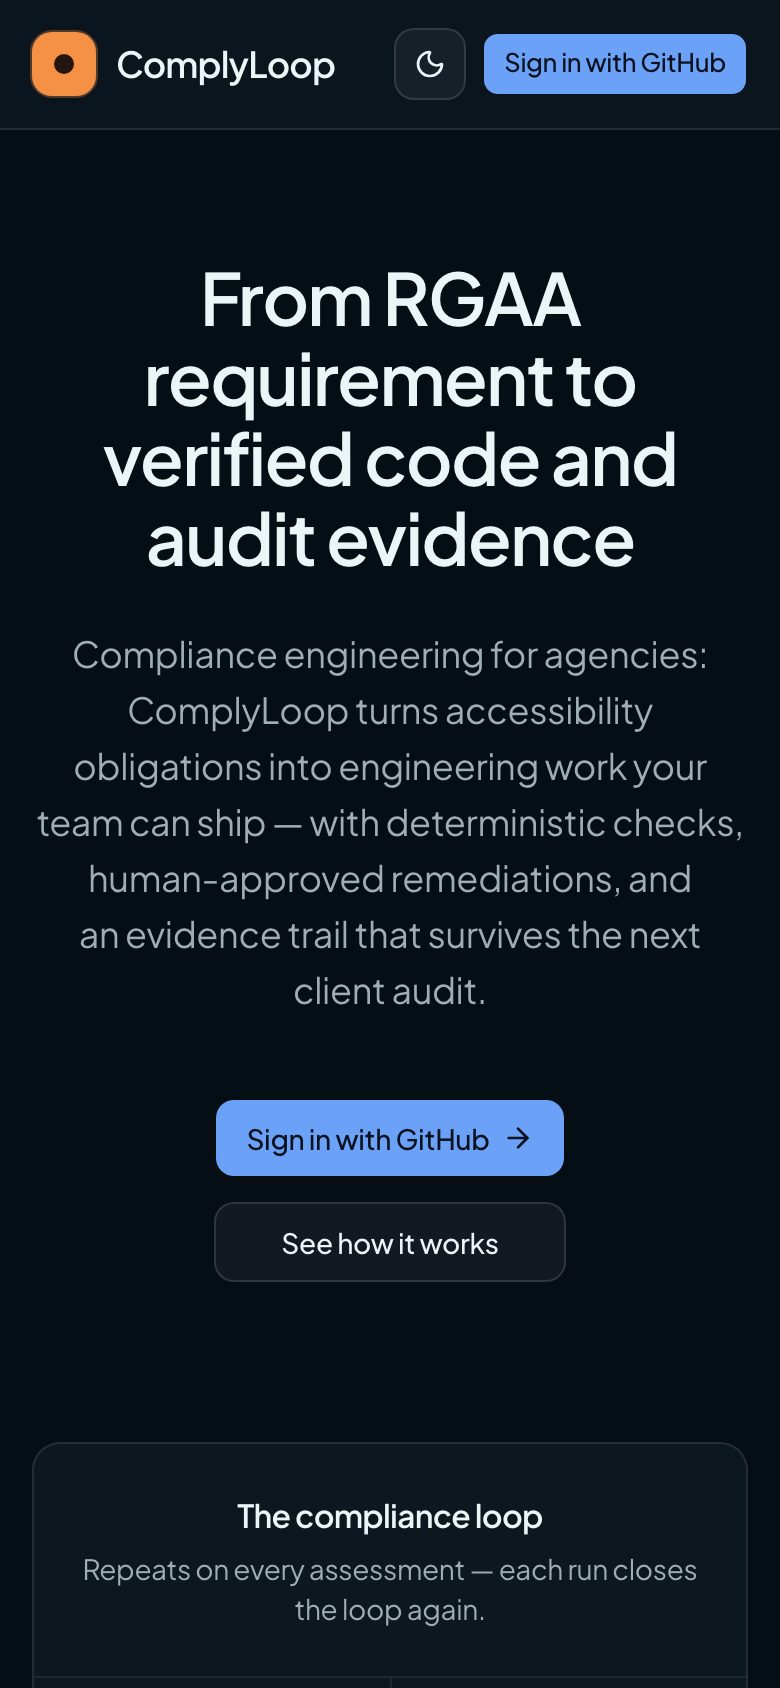 ComplyLoop
Sign in with GitHub
From RGAA
requirement to
verified code and
audit evidence
Compliance engineering for agencies:
ComplyLoop turns accessibility
obligations into engineering work your
team can ship — with deterministic checks,
human-approved remediations, and
an evidence trail that survives the next
client audit.
Sign in with GitHub
See how it works
The compliance loop
Repeats on every assessment — each run closes
the loop again.